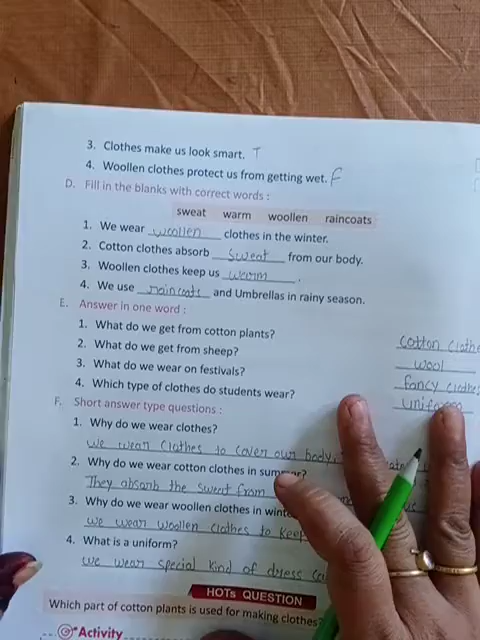 3. Clothes make us look smart. T
4. Woollen clothes protect us from getting wet. F
D. Fill in the blanks with correct words :
sweat warm woollen raincoats
1. We wear woollen clothes in the winter.
2. Cotton clothes absorb sweat from our body.
3. Woollen clothes keep us warm.
4. We use raincoats and Umbrellas in rainy season.
E. Answer in one word :
1. What do we get from cotton plants? cotton clothe
2. What do we get from sheep? wool
3. What do we wear on festivals? fancy clothes
4. Which type of clothes do students wear? uniform
F. Short answer type questions :
1. Why do we wear clothes?
We wear clothes to cover our body,
2. Why do we wear cotton clothes in summer?
They absorb the sweat from
3. Why do we wear woollen clothes in winte
we wear woollen clothes to keep us
4. What is a uniform?
we wear special kind of dress
HOTs QUESTION
Which part of cotton plants is used for making clothes?
Activity